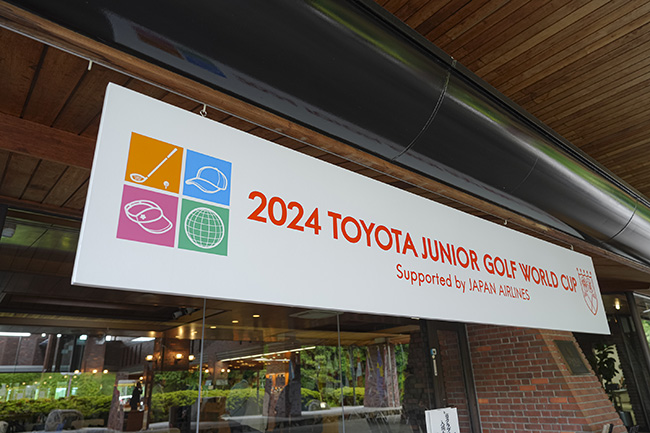 2024 TOYOTA JUNIOR GOLF WORLD CUP
Supported by JAPAN AIRLINES